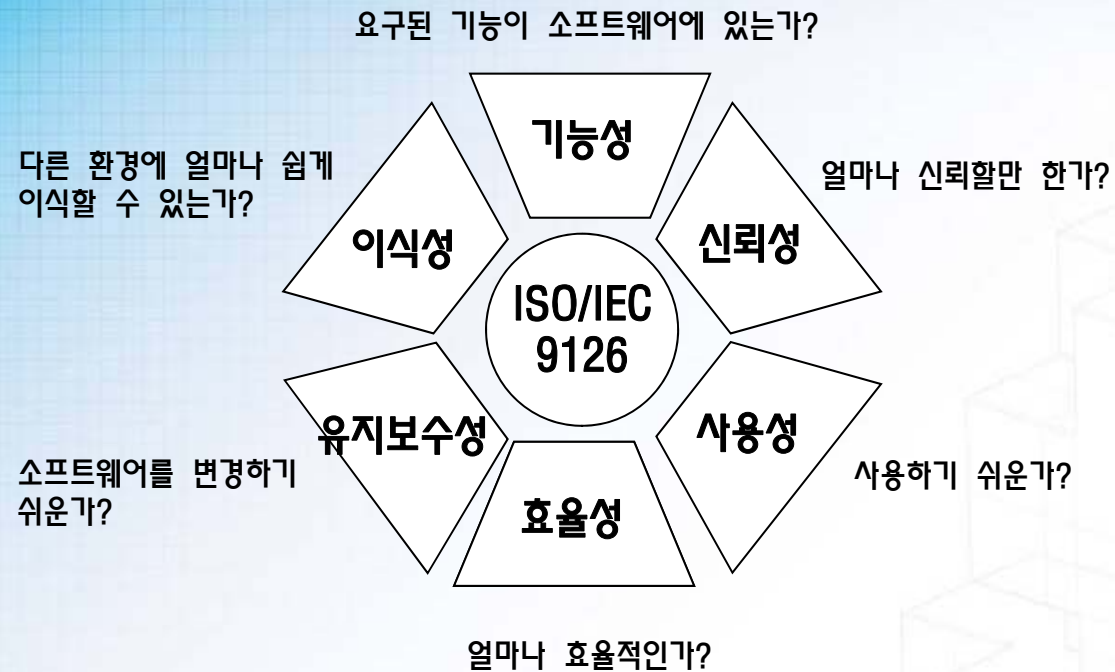 요구된 기능이 소프트웨어에 있는가?
기능성
다른 환경에 얼마나 쉽게
이식할 수 있는가?
얼마나 신뢰할만 한가?
이식성
신뢰성
ISO/IEC
9126
유지보수성
사용성
소프트웨어를 변경하기
쉬운가?
사용하기 쉬운가?
효율성
얼마나 효율적인가?